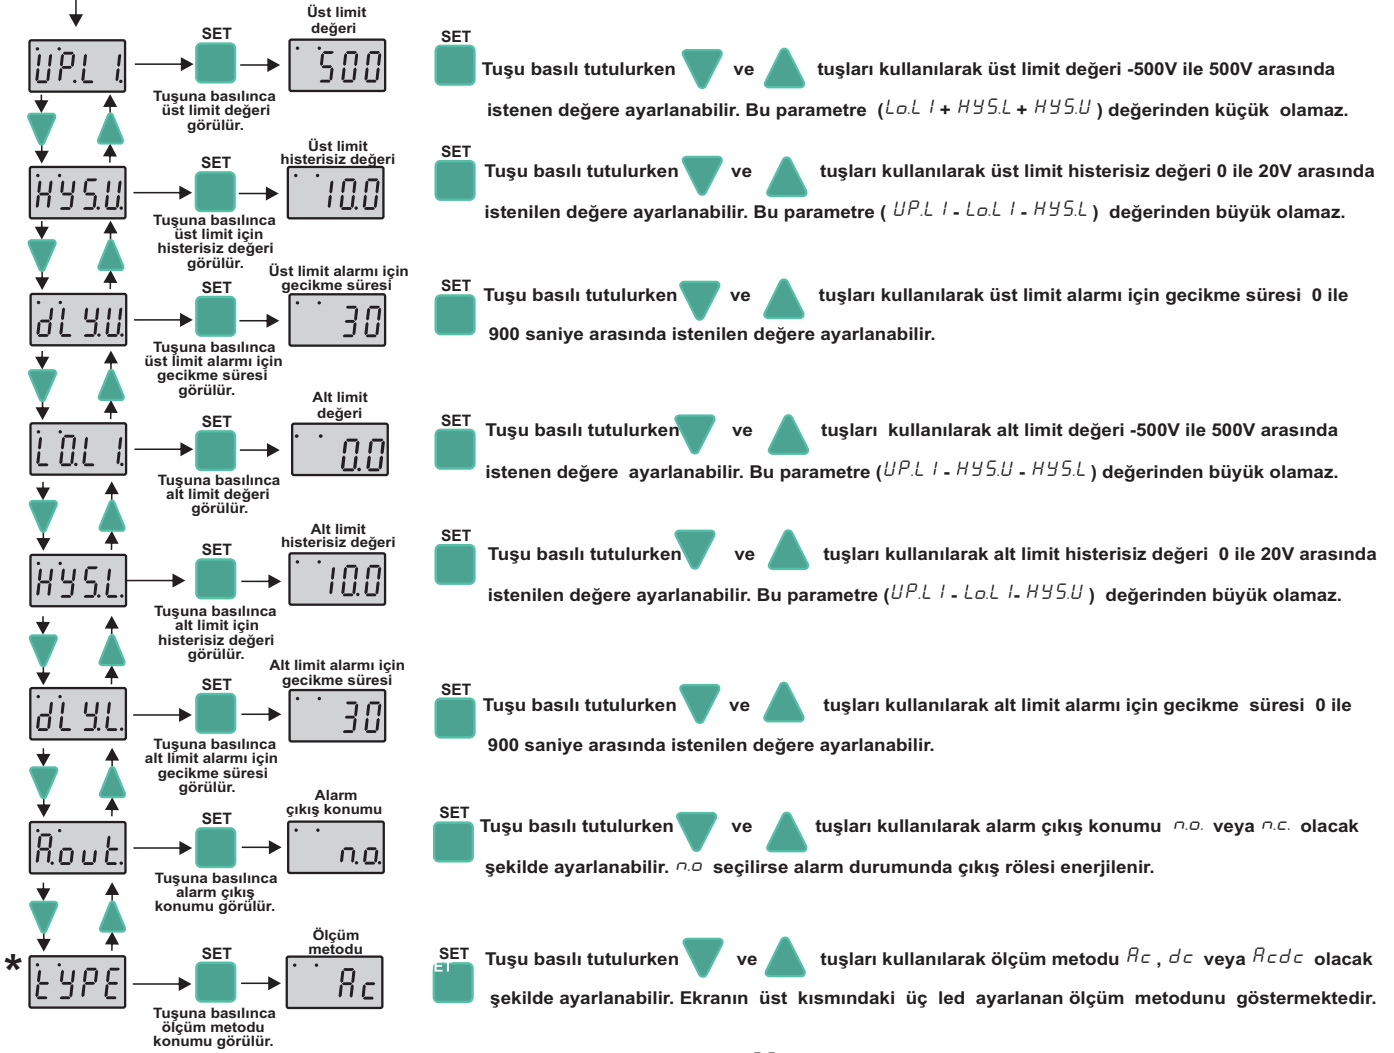 Üst limit
değeri
SET
UP.L I.
500
Tuşuna basılınca
üst limit değeri
görülür.
SET
Tuşu basılı tutulurken ve tuşları kullanılarak üst limit değeri -500V ile 500V arasında
istenen değere ayarlanabilir. Bu parametre (Lo.L I + HYS.L + HYS.U ) değerinden küçük olamaz.
Üst limit
histerisiz değeri
SET
HYS.U.
10.0
Tuşuna basılınca
üst limit için
histerisiz değeri
görülür.
SET
Tuşu basılı tutulurken ve tuşları kullanılarak üst limit histerisiz değeri 0 ile 20V arasında
istenilen değere ayarlanabilir. Bu parametre ( UP.L I - Lo.L I - HYS.L ) değerinden büyük olamaz.
Üst limit alarmı için
gecikme süresi
SET
dLY.U.
30
Tuşuna basılınca
üst limit alarmı için
gecikme süresi
görülür.
SET
Tuşu basılı tutulurken ve tuşları kullanılarak üst limit alarmı için gecikme süresi 0 ile
900 saniye arasında istenilen değere ayarlanabilir.
Alt limit
değeri
SET
LO.L I.
0.0
Tuşuna basılınca
alt limit değeri
görülür.
SET
Tuşu basılı tutulurken ve tuşları kullanılarak alt limit değeri -500V ile 500V arasında
istenen değere ayarlanabilir. Bu parametre (UP.L I - HYS.U - HYS.L ) değerinden büyük olamaz.
Alt limit
histerisiz değeri
SET
HYS.L.
10.0
Tuşuna basılınca
alt limit için
histerisiz değeri
görülür.
SET
Tuşu basılı tutulurken ve tuşları kullanılarak alt limit histerisiz değeri 0 ile 20V arasında
istenilen değere ayarlanabilir. Bu parametre (UP.L I - Lo.L I - HYS.U ) değerinden büyük olamaz.
Alt limit alarmı için
gecikme süresi
SET
dLY.L.
30
Tuşuna basılınca
alt limit alarmı için
gecikme süresi
görülür.
SET
Tuşu basılı tutulurken ve tuşları kullanılarak alt limit alarmı için gecikme süresi 0 ile
900 saniye arasında istenilen değere ayarlanabilir.
Alarm
çıkış konumu
SET
A.out.
n.o.
Tuşuna basılınca
alarm çıkış
konumu görülür.
SET
Tuşu basılı tutulurken ve tuşları kullanılarak alarm çıkış konumu n.o. veya n.c. olacak
şekilde ayarlanabilir. n.o seçilirse alarm durumunda çıkış rölesi enerjilenir.
Ölçüm
metodu
SET
* tYPE
Ac
Tuşuna basılınca
ölçüm metodu
konumu görülür.
SET
ET
Tuşu basılı tutulurken ve tuşları kullanılarak ölçüm metodu Ac , dc veya Acdc olacak
şekilde ayarlanabilir. Ekranın üst kısmındaki üç led ayarlanan ölçüm metodunu göstermektedir.